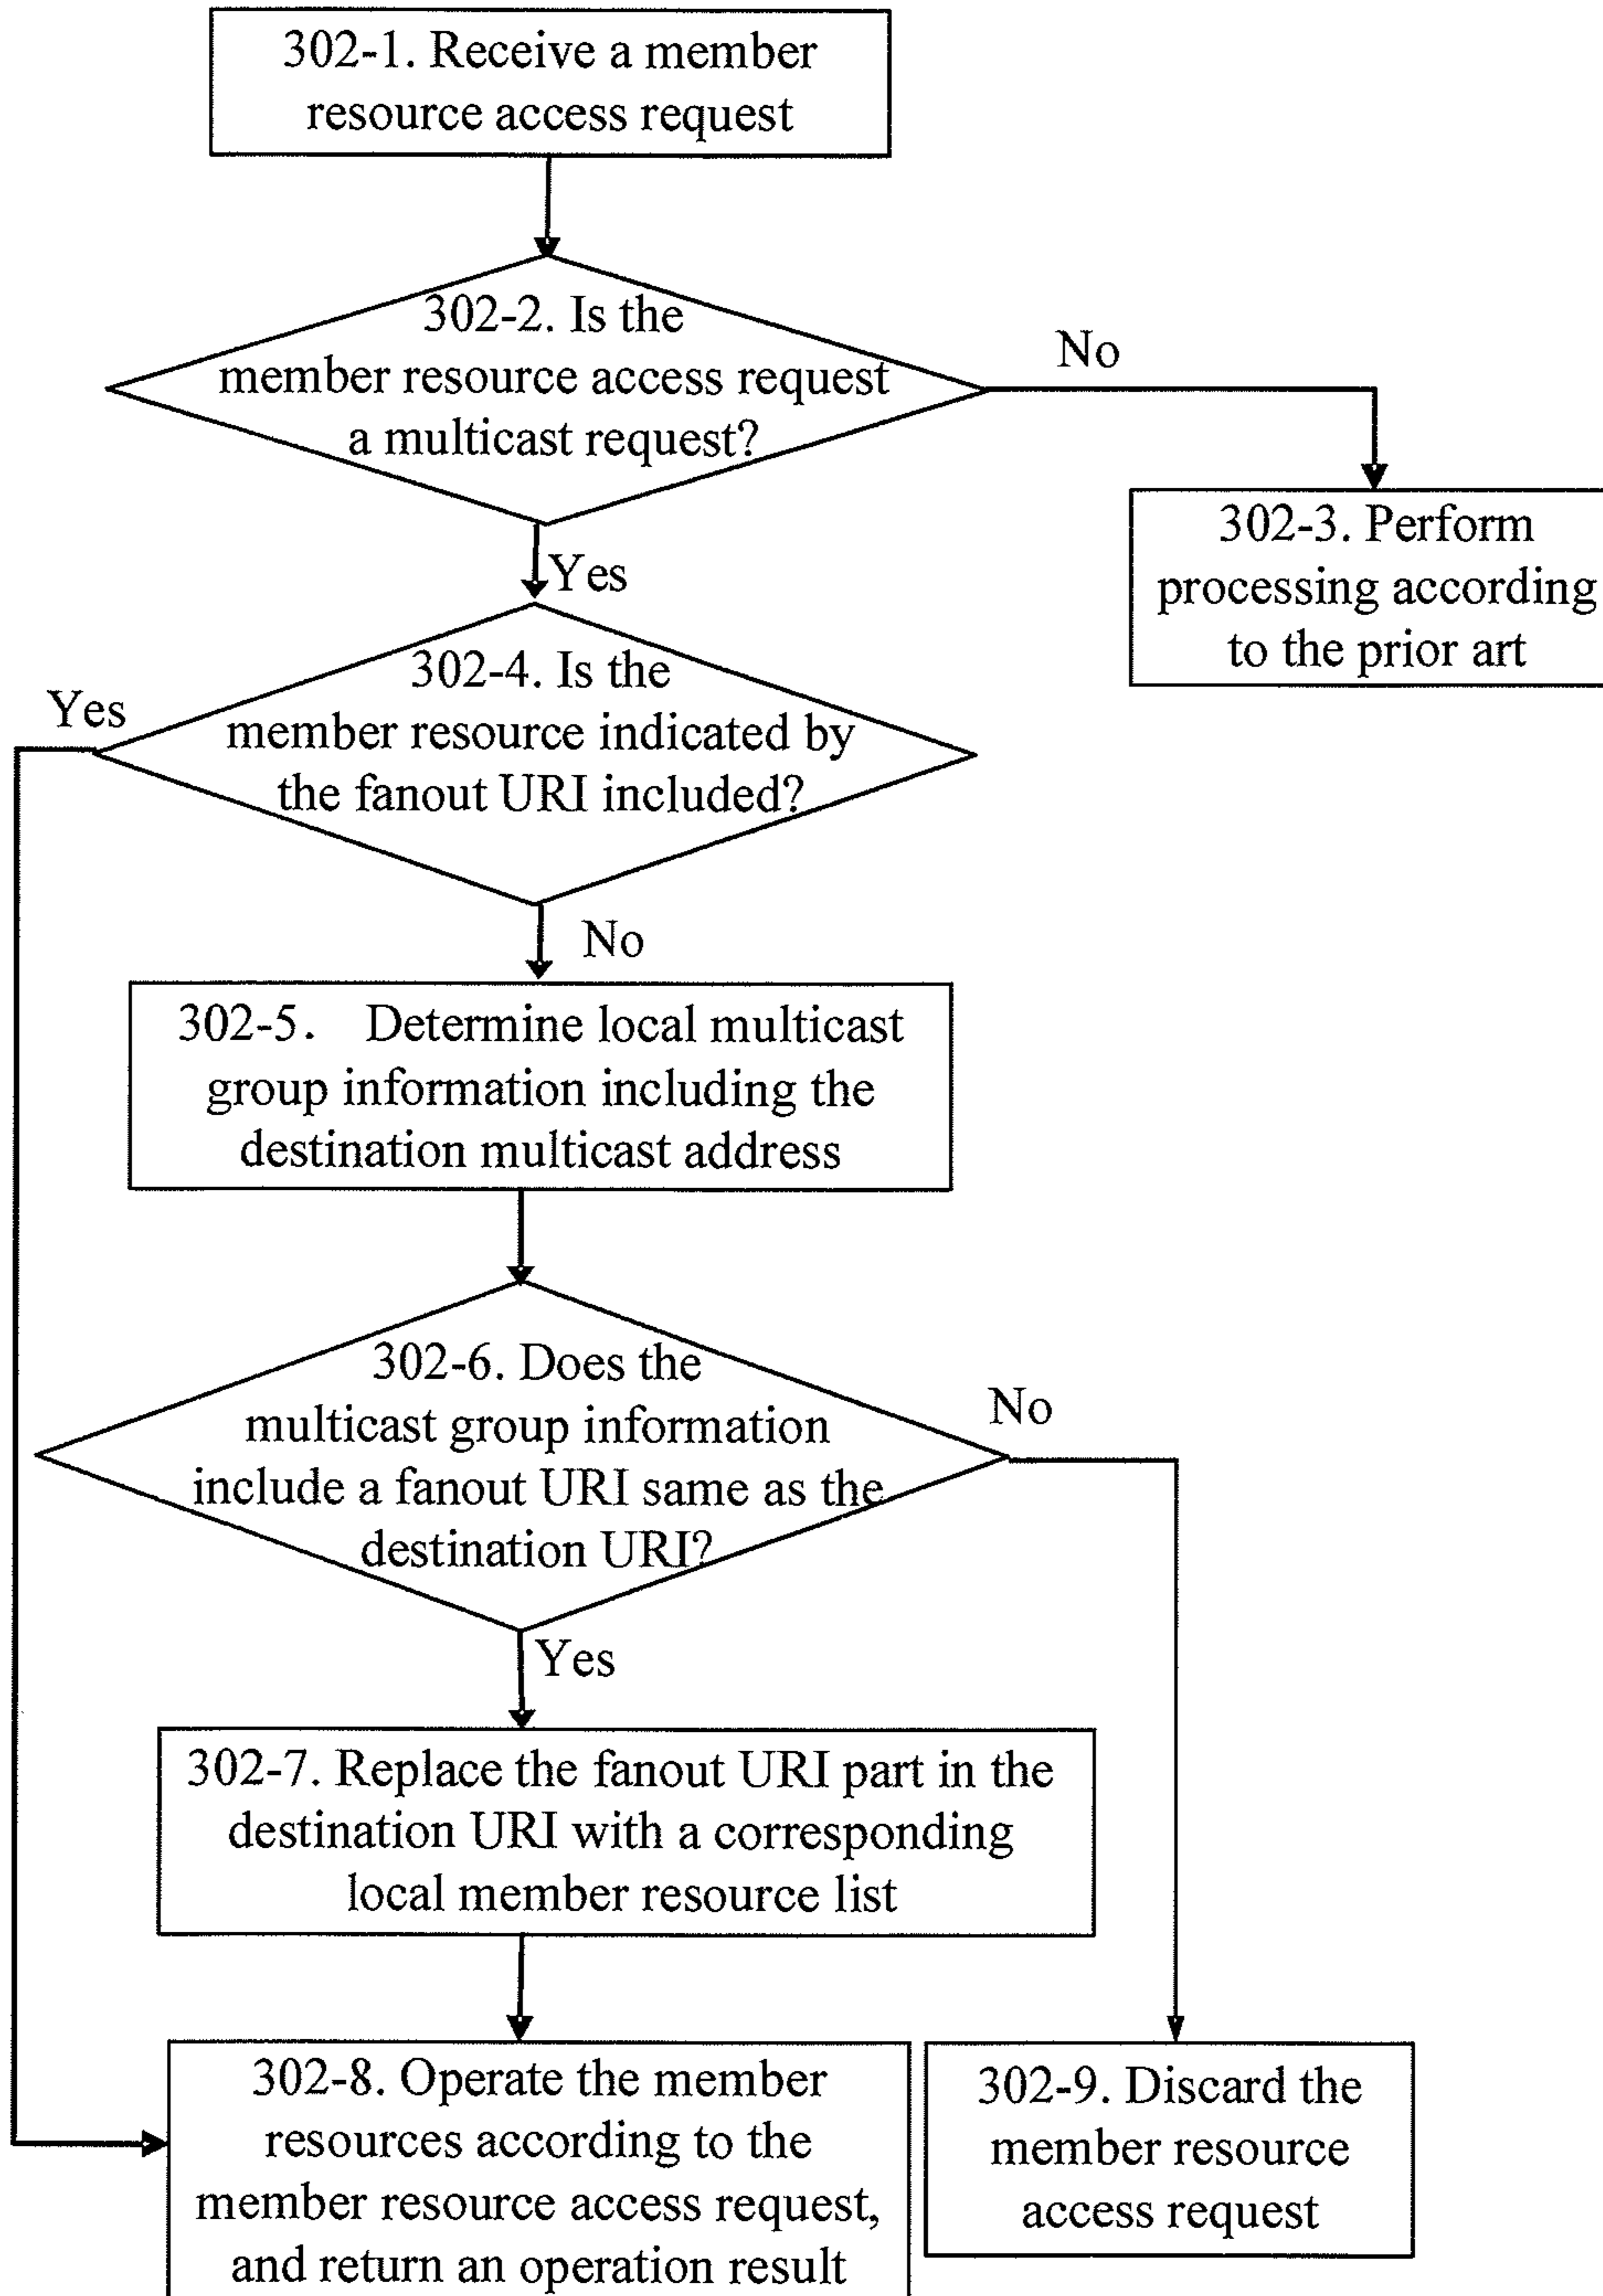 302-1. Receive a member
resource access request
302-2. Is the
member resource access request
a multicast request?
No
302-3. Perform
processing according
to the prior art
Yes
302-4. Is the
member resource indicated by
the fanout URI included?
Yes
No
302-5. Determine local multicast
group information including the
destination multicast address
302-6. Does the
multicast group information
include a fanout URI same as the
destination URI?
No
Yes
302-7. Replace the fanout URI part in the
destination URI with a corresponding
local member resource list
302-8. Operate the member
resources according to the
member resource access request,
and return an operation result
302-9. Discard the
member resource
access request